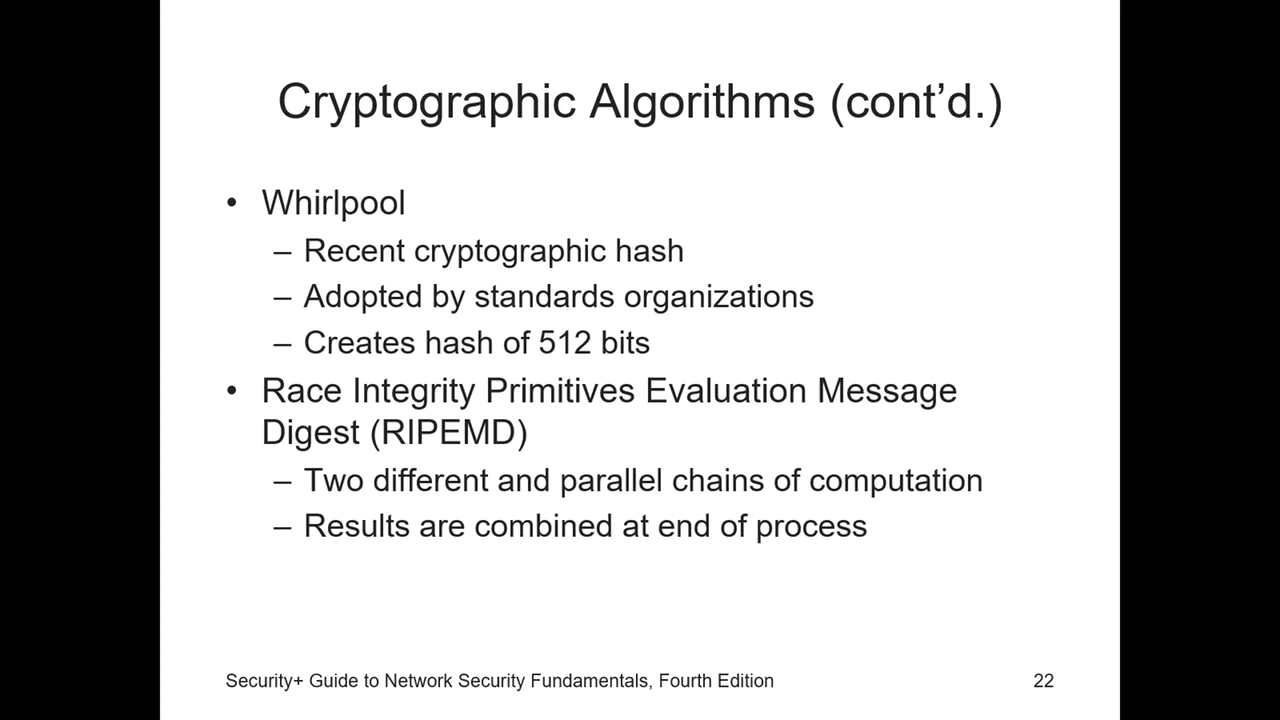 Cryptographic Algorithms (cont’d.)
• Whirlpool
– Recent cryptographic hash
– Adopted by standards organizations
– Creates hash of 512 bits
• Race Integrity Primitives Evaluation Message
Digest (RIPEMD)
– Two different and parallel chains of computation
– Results are combined at end of process
Security+ Guide to Network Security Fundamentals, Fourth Edition 22